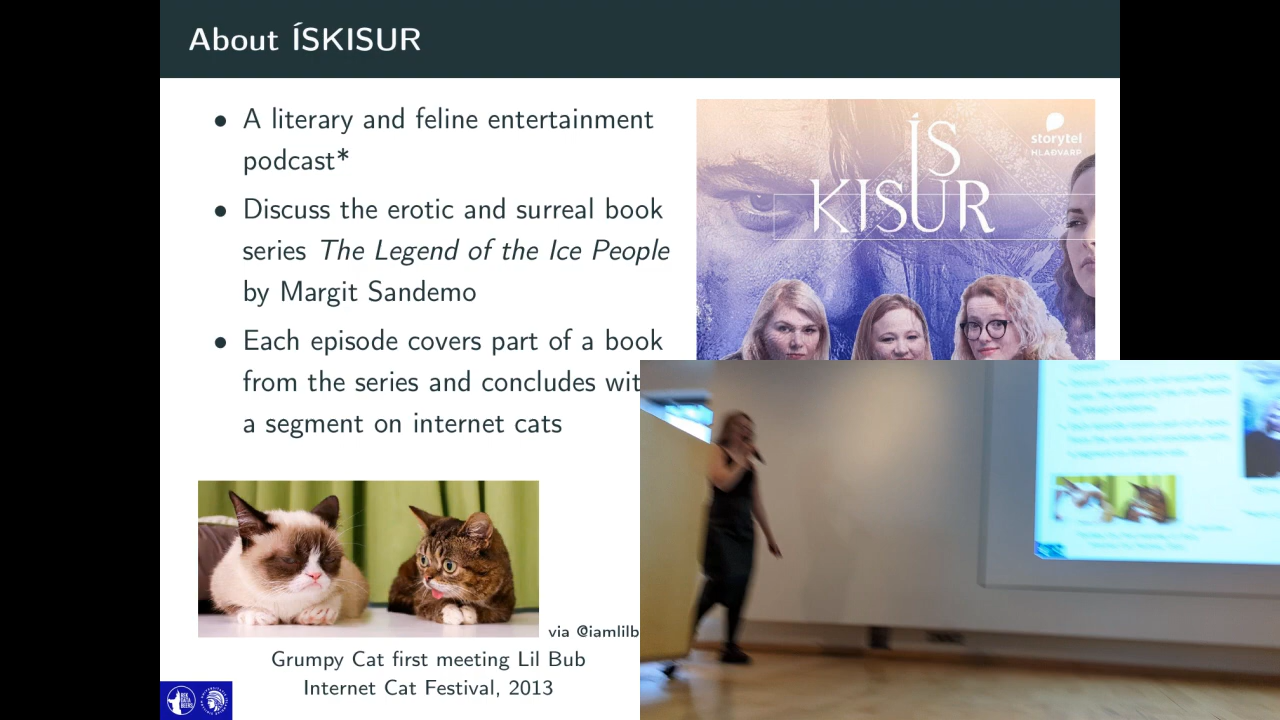 About ÍSKISUR
• A literary and feline entertainment
podcast*
• Discuss the erotic and surreal book
series The Legend of the Ice People
by Margit Sandemo
• Each episode covers part of a book
from the series and concludes wit
a segment on internet cats
ÍS
KISUR
storytel
HLAÐVARP
via @iamlilb
Grumpy Cat first meeting Lil Bub
Internet Cat Festival, 2013